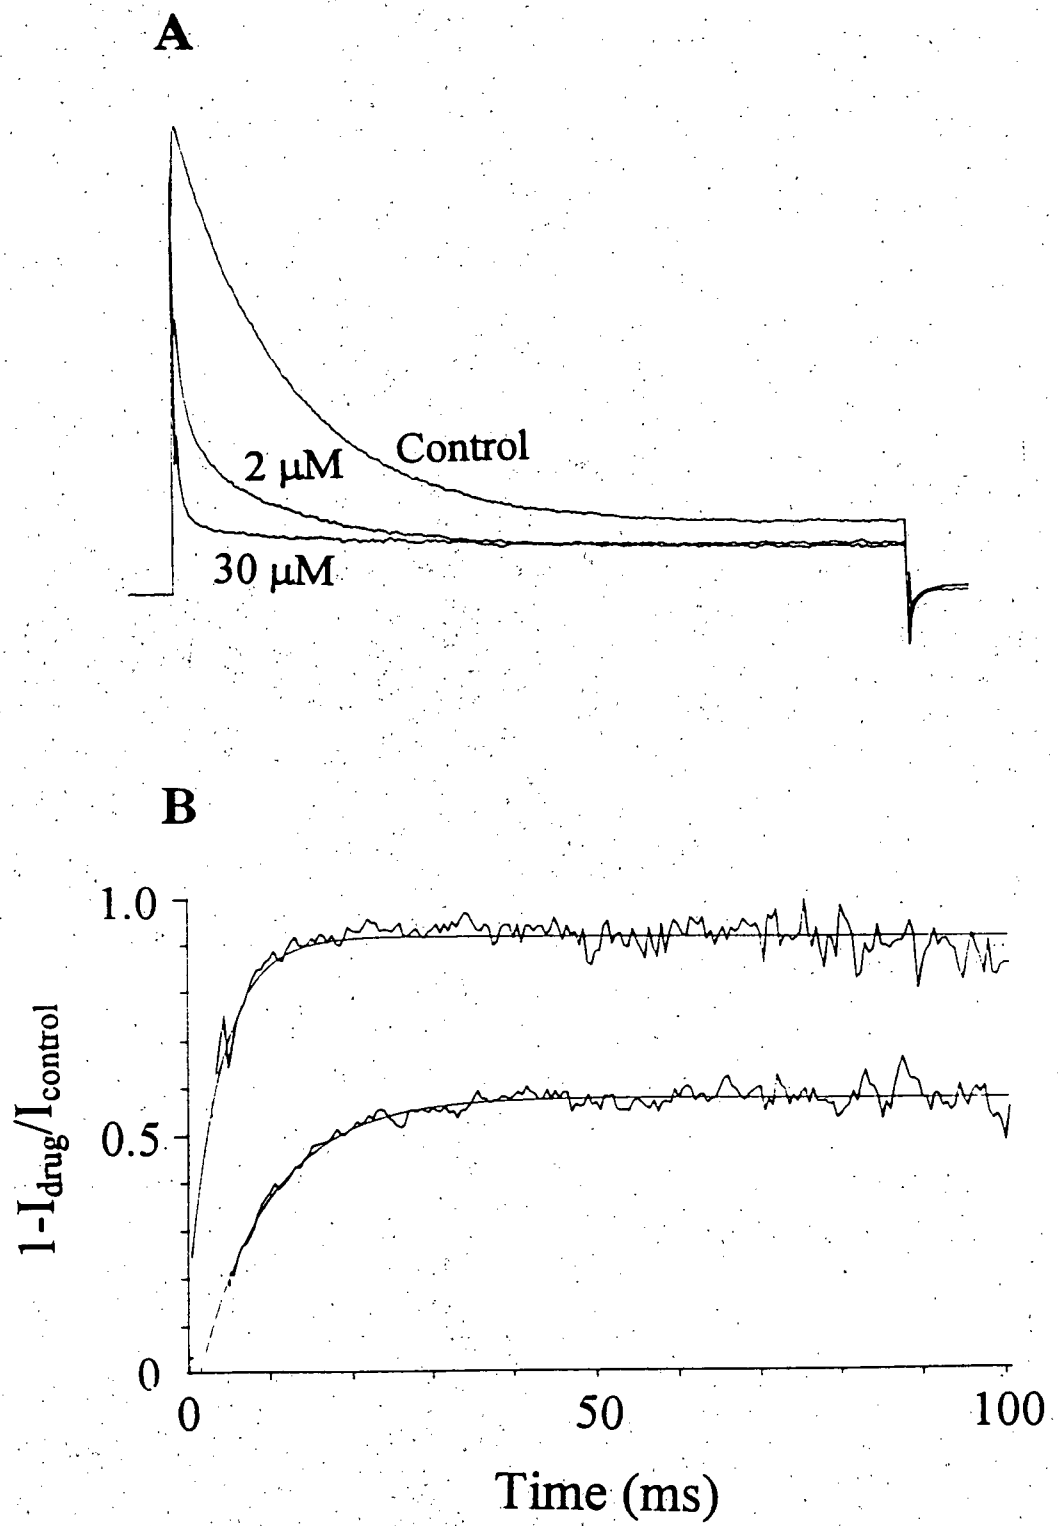 A
Control
2 μM
30 μM
B
1.0
0.5
0
1-I_drug/I_control
0
50
100
Time (ms)